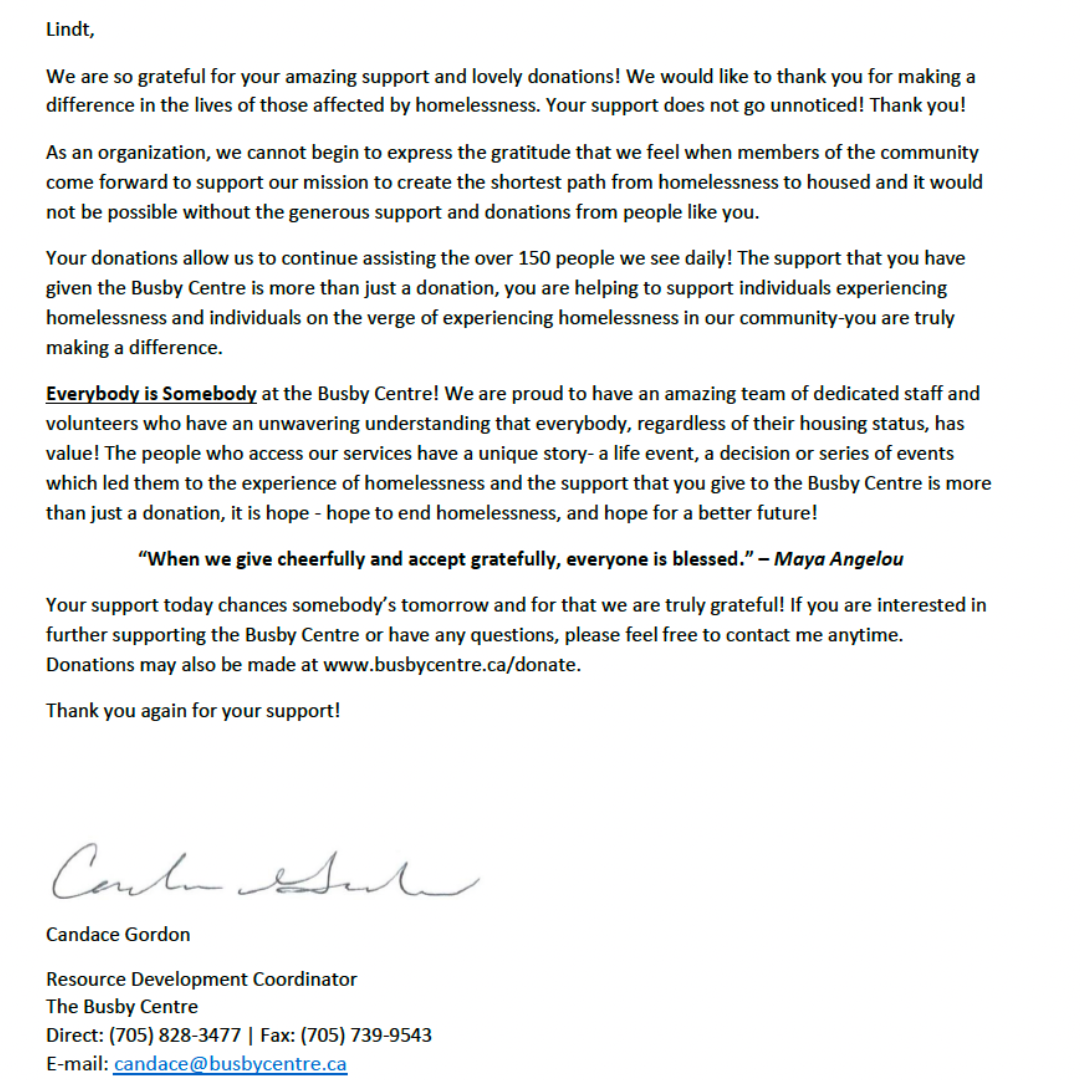 Lindt,
We are so grateful for your amazing support and lovely donations! We would like to thank you for making a
difference in the lives of those affected by homelessness. Your support does not go unnoticed! Thank you!
As an organization, we cannot begin to express the gratitude that we feel when members of the community
come forward to support our mission to create the shortest path from homelessness to housed and it would
not be possible without the generous support and donations from people like you.
Your donations allow us to continue assisting the over 150 people we see daily! The support that you have
given the Busby Centre is more than just a donation, you are helping to support individuals experiencing
homelessness and individuals on the verge of experiencing homelessness in our community-you are truly
making a difference.
Everybody is Somebody at the Busby Centre! We are proud to have an amazing team of dedicated staff and
volunteers who have an unwavering understanding that everybody, regardless of their housing status, has
value! The people who access our services have a unique story- a life event, a decision or series of events
which led them to the experience of homelessness and the support that you give to the Busby Centre is more
than just a donation, it is hope - hope to end homelessness, and hope for a better future!
“When we give cheerfully and accept gratefully, everyone is blessed.” – Maya Angelou
Your support today chances somebody’s tomorrow and for that we are truly grateful! If you are interested in
further supporting the Busby Centre or have any questions, please feel free to contact me anytime.
Donations may also be made at www.busbycentre.ca/donate.
Thank you again for your support!
Candace Gordon
Resource Development Coordinator
The Busby Centre
Direct: (705) 828-3477 | Fax: (705) 739-9543
E-mail: candace@busbycentre.ca